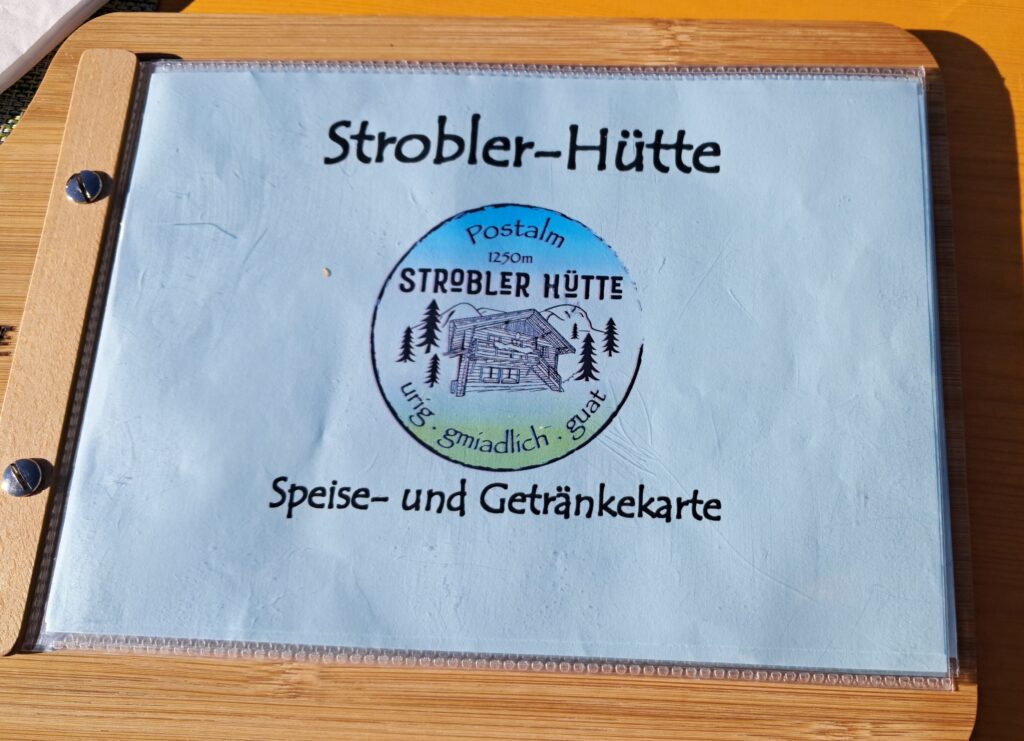 Strobler-Hütte
Postalm
1250m
STROBLER HÜTTE
urig · gmiadlich · guat
Speise- und Getränkekarte